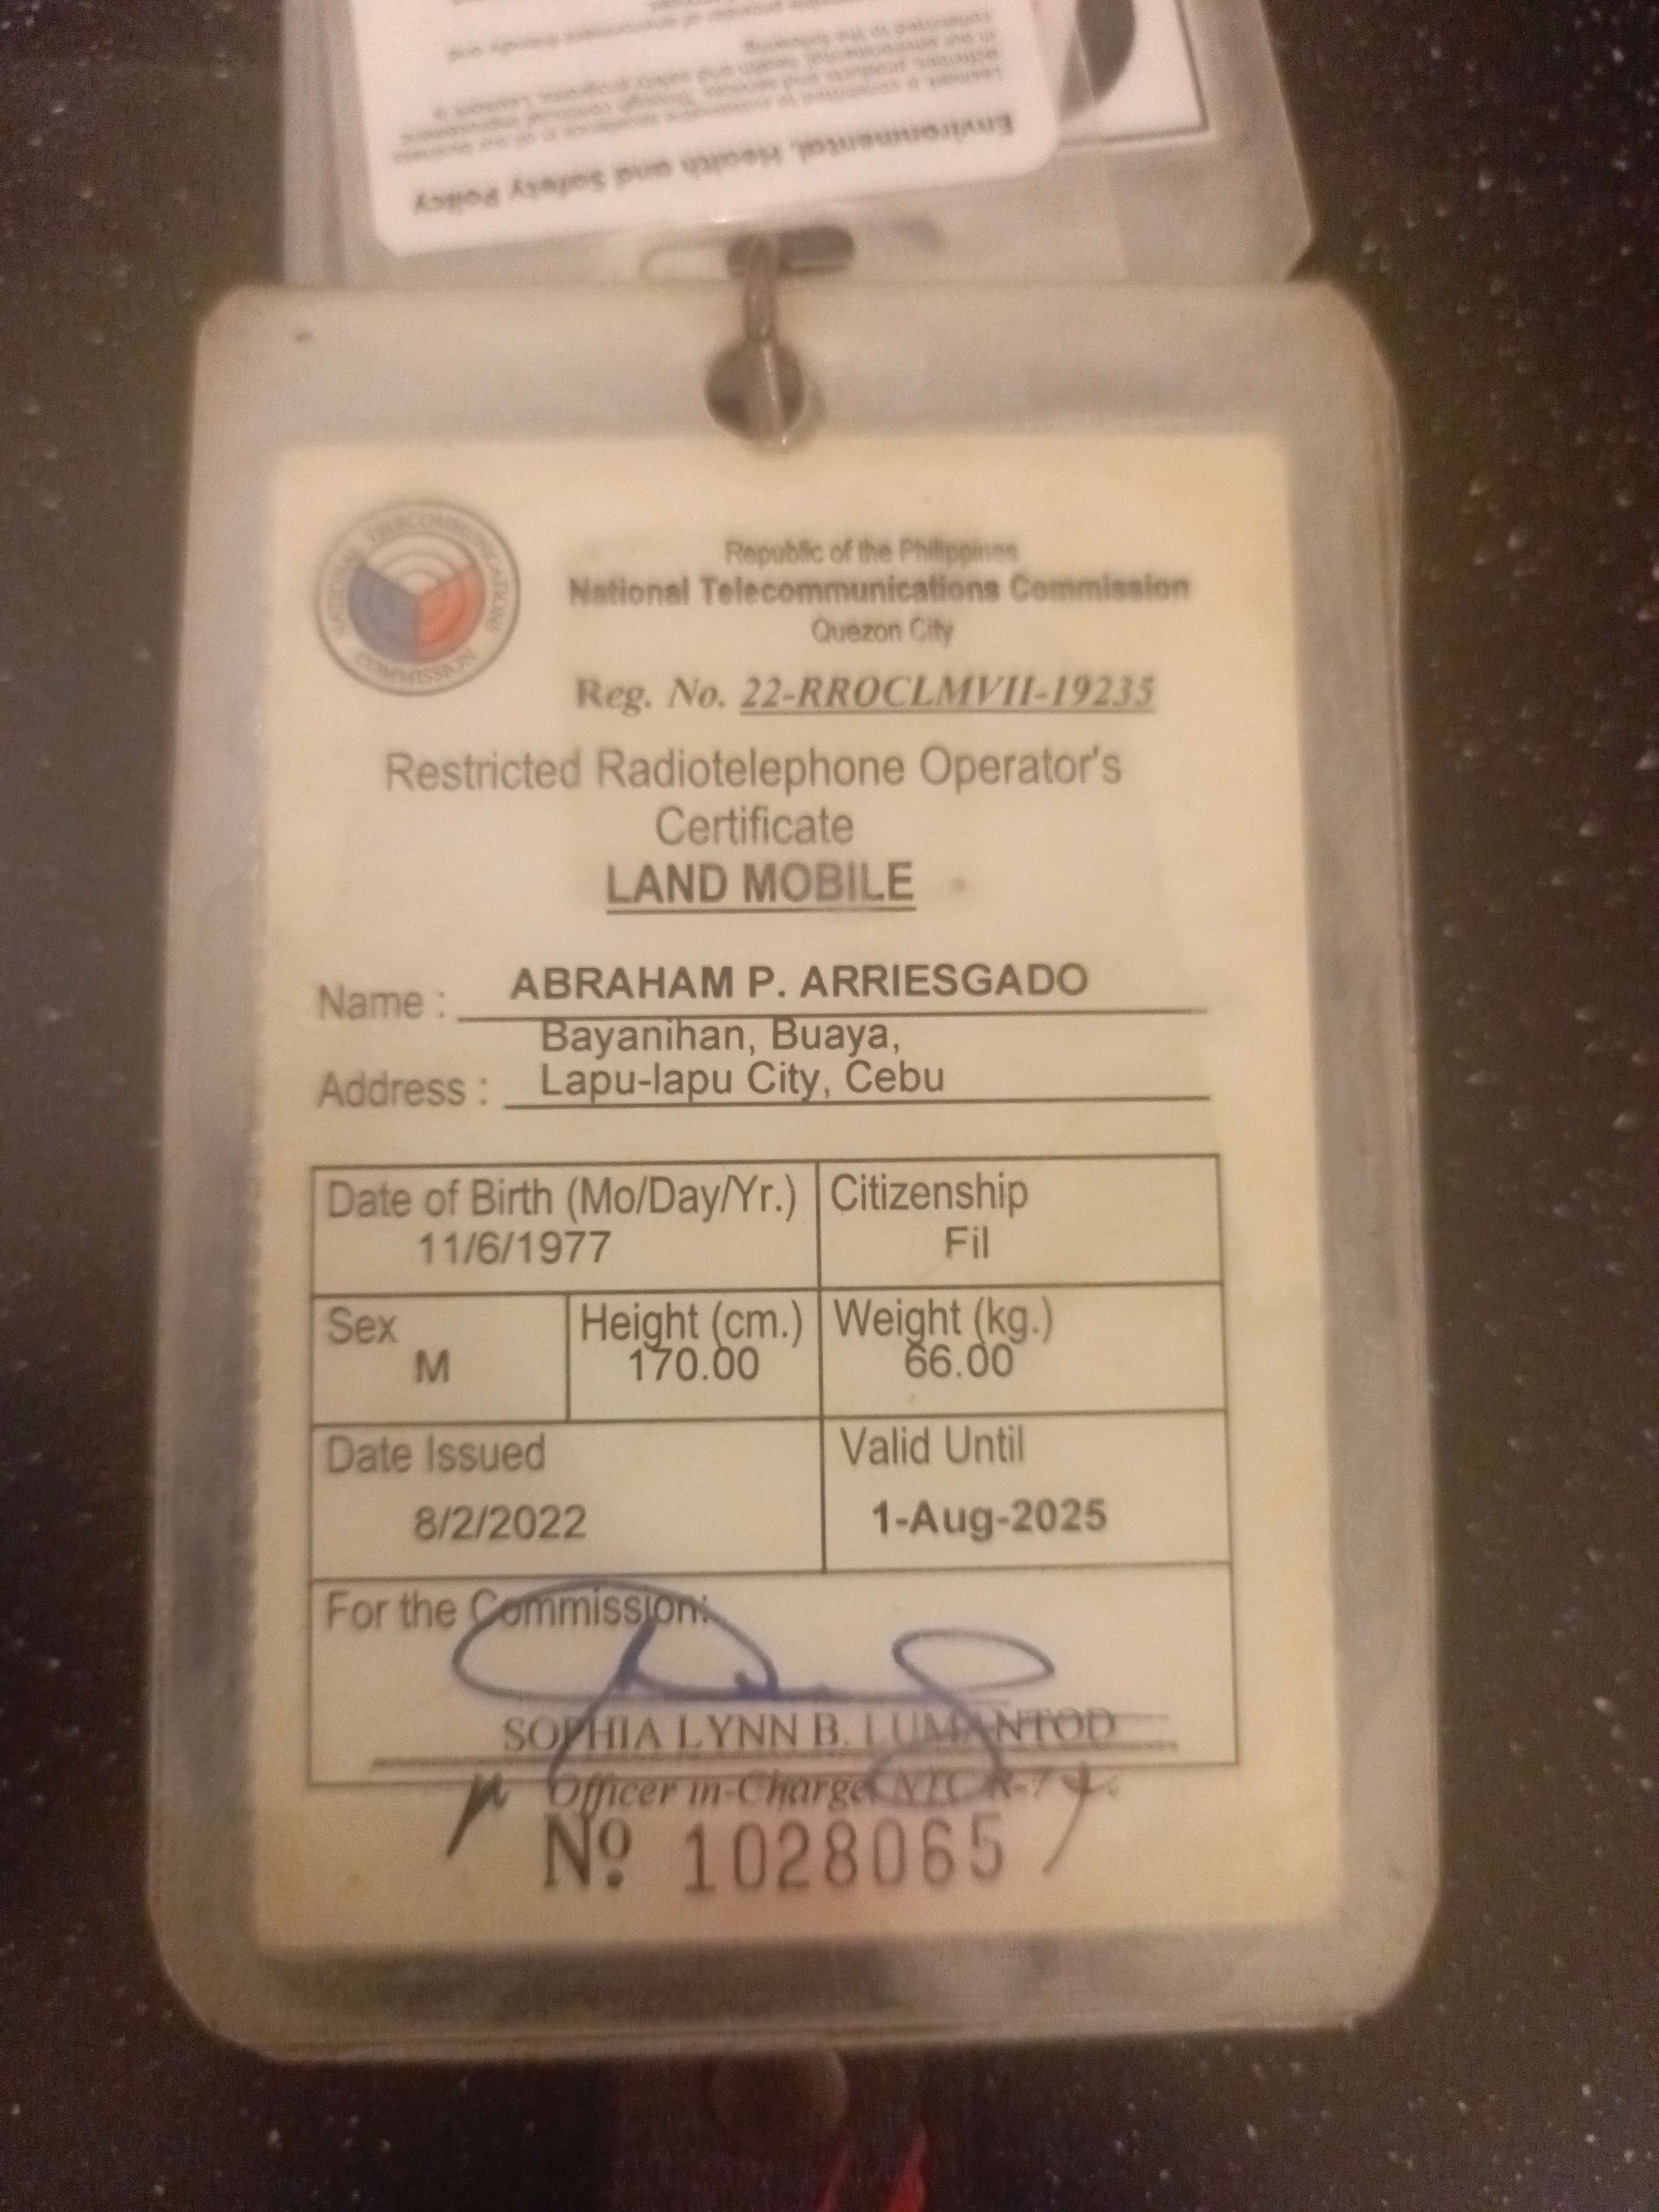 Environmental, Health and Safety Policy
committed to the following:
Republic of the Philippines
National Telecommunications Commission
Quezon City
NATIONAL TELECOMMUNICATIONS COMMISSION
Reg. No. 22-RROCLMVII-19235
Restricted Radiotelephone Operator's
Certificate
LAND MOBILE
Name : ABRAHAM P. ARRIESGADO
Bayanihan, Buaya,
Address : Lapu-lapu City, Cebu
Date of Birth (Mo/Day/Yr.) Citizenship
11/6/1977 Fil
Sex Height (cm.) Weight (kg.)
M 170.00 66.00
Date Issued Valid Until
8/2/2022 1-Aug-2025
For the Commission:
SOPHIA LYNN B. LUMANTOD
Officer in-Charge, NTC R-7
Nº 1028065